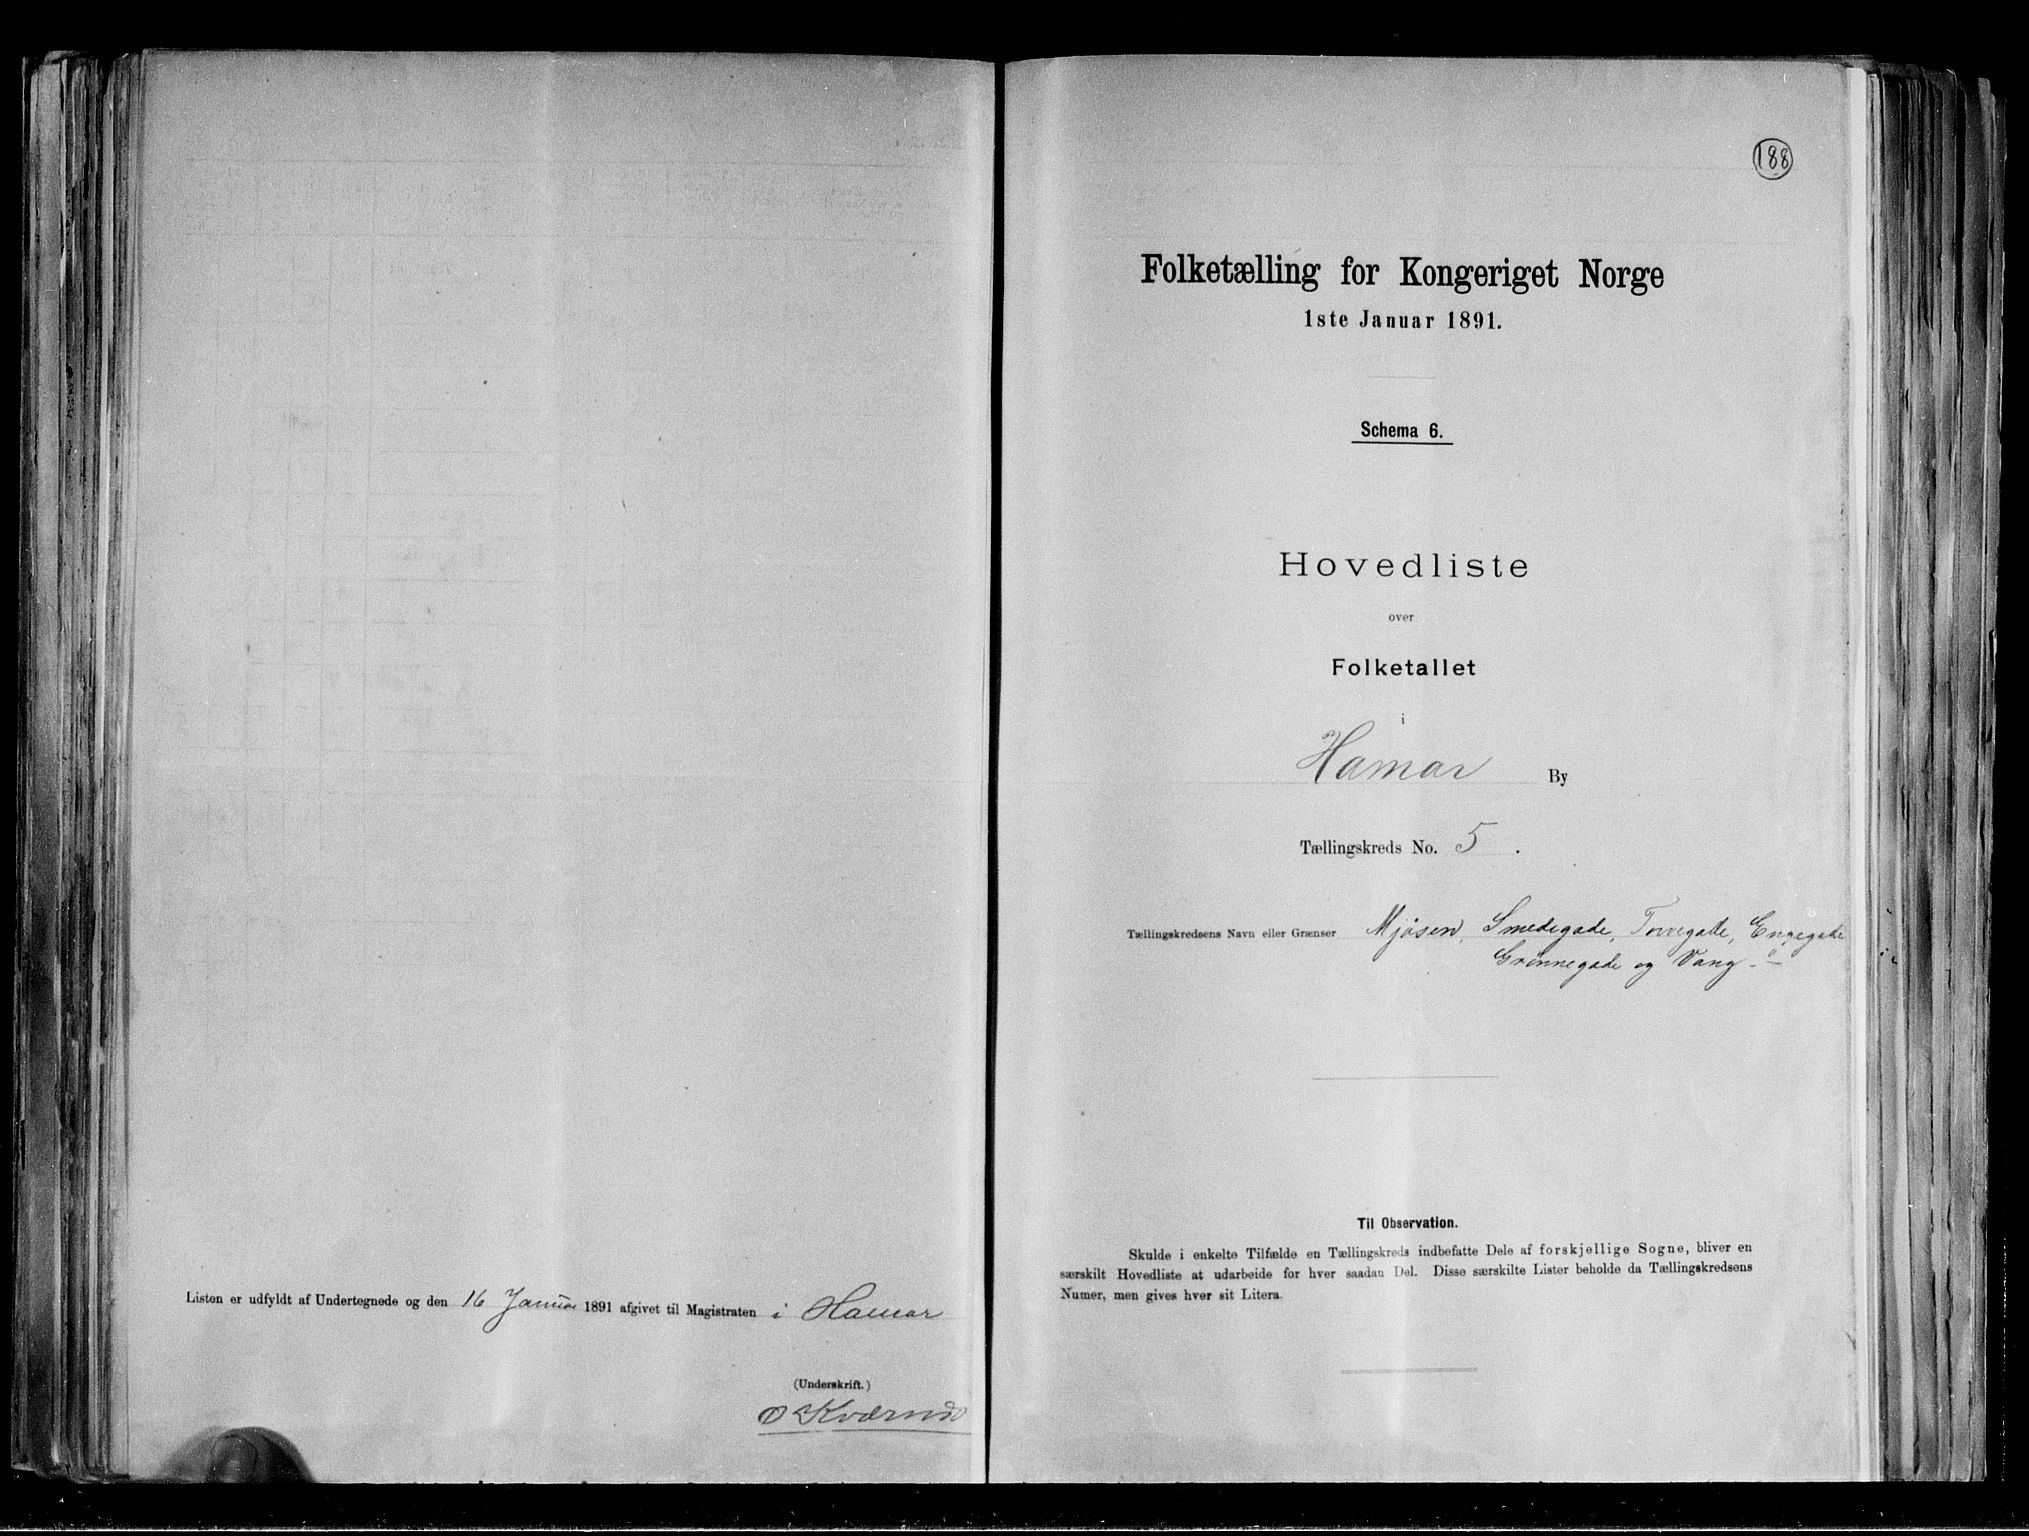 Listen er udfyldt af Undertegnede og den 16 Januar 1891 afgivet til Magistraten i Hamar
(Underskrift.)
188
Folketælling for Kongeriget Norge
1ste Januar 1891.
Schema 6.
Hovedliste
over
Folketallet
i
Hamar By
Tællingskreds No. 5.
Tællingskredsens Navn eller Grænser Mjøsen, Smedegade, Torvegade, Engegade
Grønnegade og Vang.
Til Observation.
Skulde i enkelte Tilfælde en Tællingskreds indbefatte Dele af forskjellige Sogne, bliver en
særskilt Hovedliste at udarbeide for hver saadan Del. Disse særskilte Lister beholde da Tællingskredsens
Numer, men gives hver sit Litera.